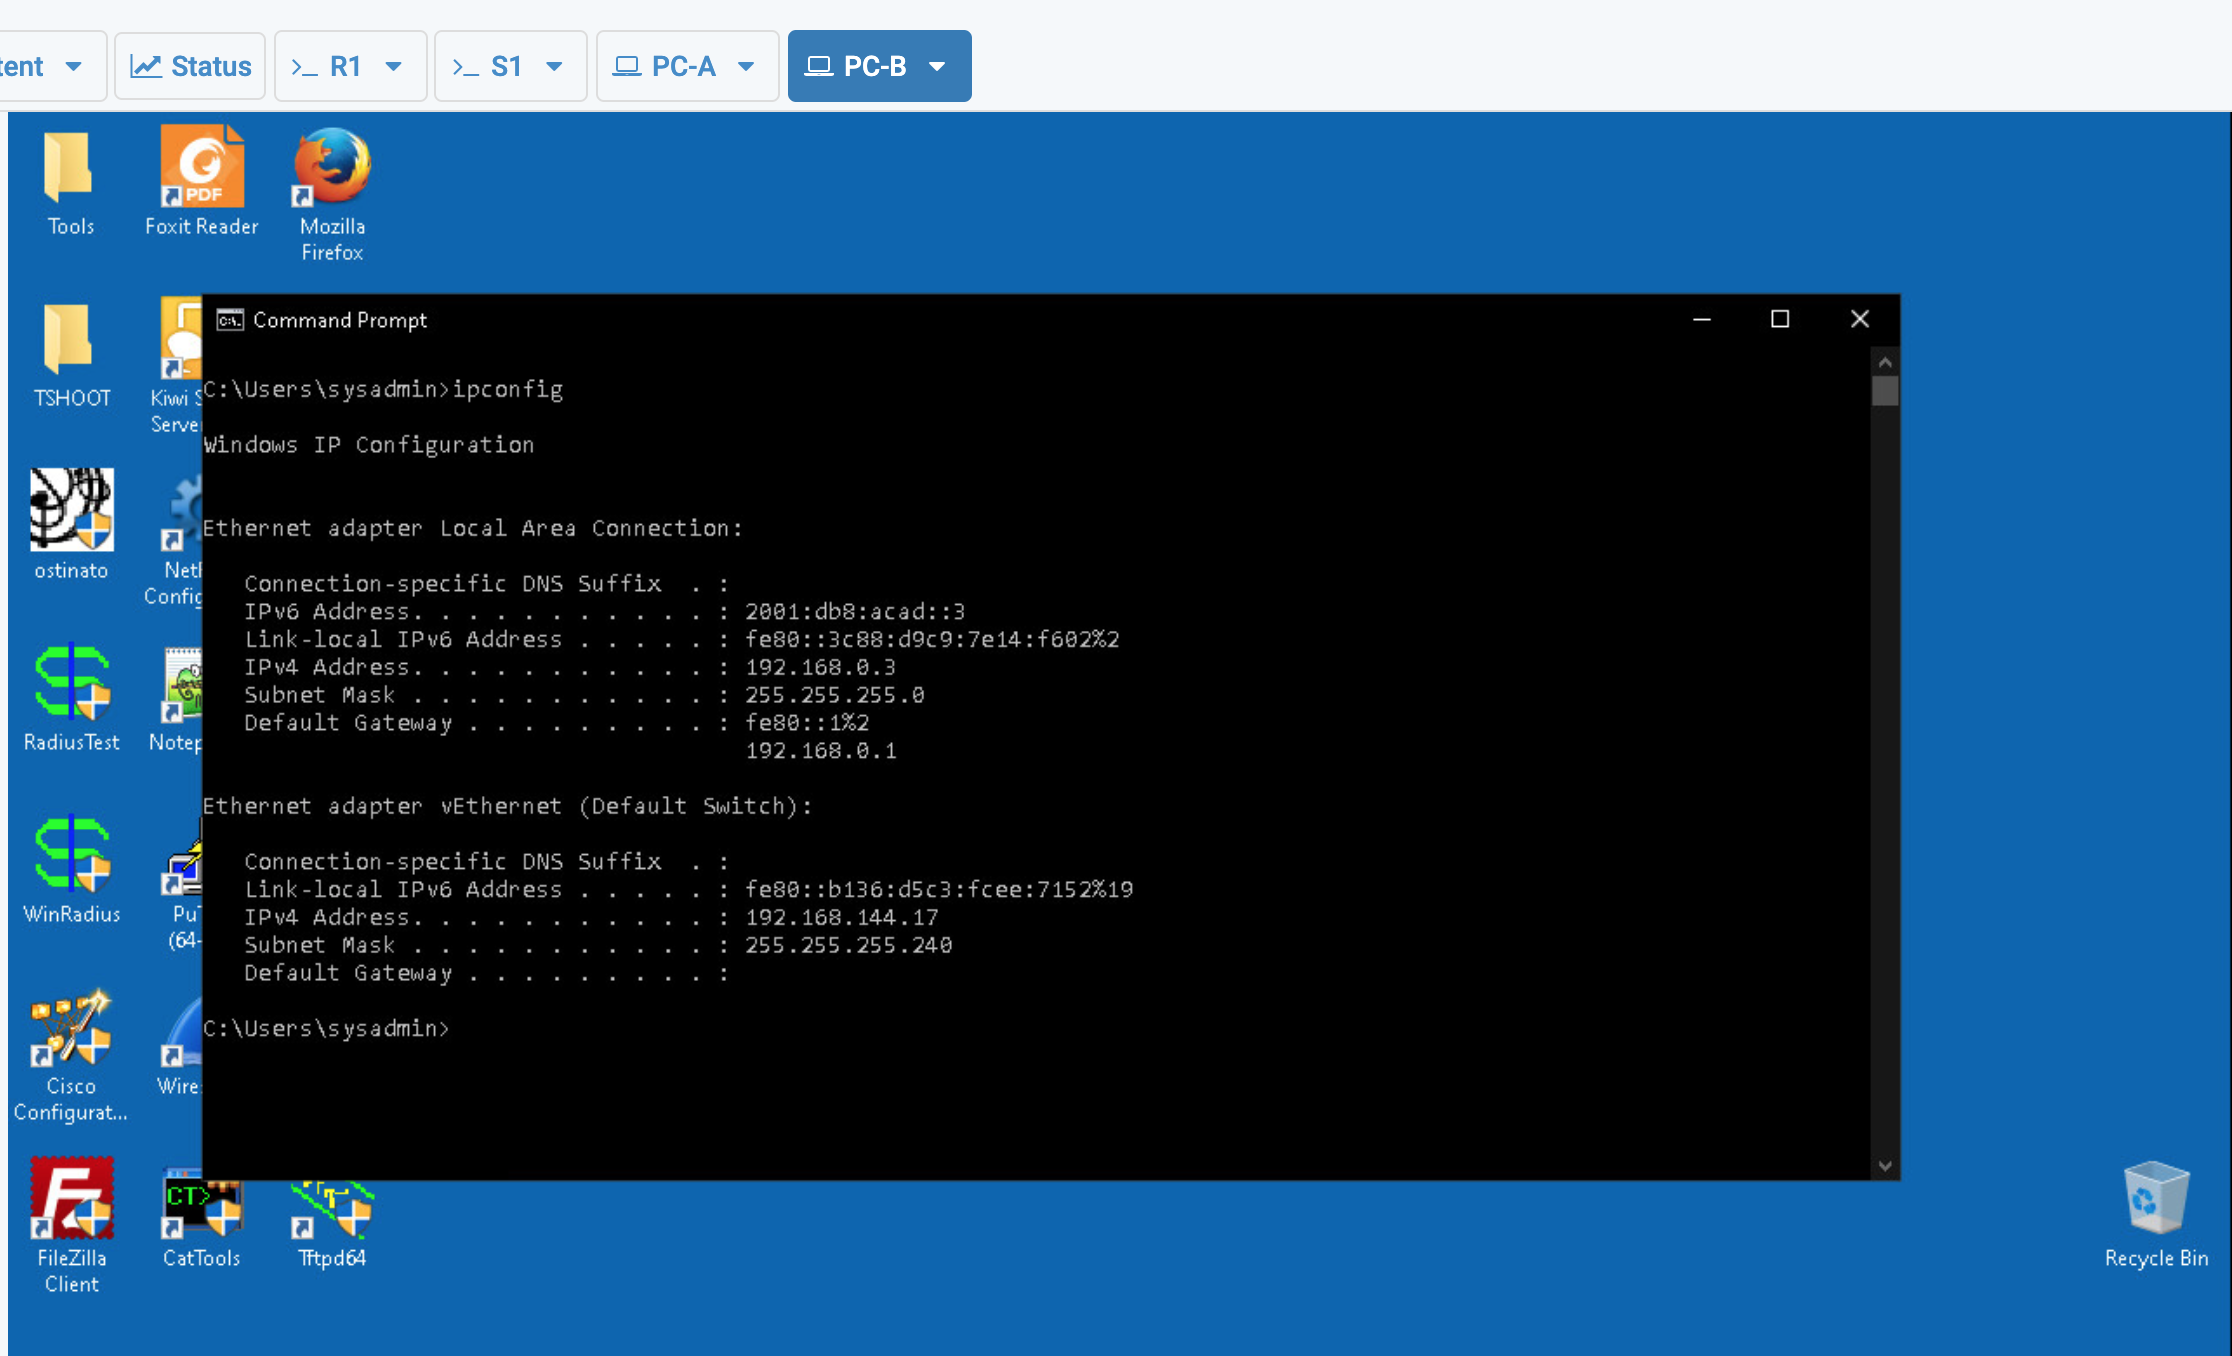 tent
Status
>_ R1
>_ S1
PC-A
PC-B
Tools
PDF
Foxit Reader
Mozilla
Firefox
TSHOOT
Kiwi S
Serve
ostinato
Net
Config
RadiusTest
Notep
WinRadius
Pu
(64-
Cisco
Configurat...
Wire
FileZilla
Client
CT>
CatTools
Tftpd64
Recycle Bin
C:\.
Command Prompt
C:\Users\sysadmin>ipconfig
Windows IP Configuration
Ethernet adapter Local Area Connection:
Connection-specific DNS Suffix . :
IPv6 Address. . . . . . . . . . . : 2001:db8:acad::3
Link-local IPv6 Address . . . . . : fe80::3c88:d9c9:7e14:f602%2
IPv4 Address. . . . . . . . . . . : 192.168.0.3
Subnet Mask . . . . . . . . . . . : 255.255.255.0
Default Gateway . . . . . . . . . : fe80::1%2
192.168.0.1
Ethernet adapter vEthernet (Default Switch):
Connection-specific DNS Suffix . :
Link-local IPv6 Address . . . . . : fe80::b136:d5c3:fcee:7152%19
IPv4 Address. . . . . . . . . . . : 192.168.144.17
Subnet Mask . . . . . . . . . . . : 255.255.255.240
Default Gateway . . . . . . . . . :
C:\Users\sysadmin>